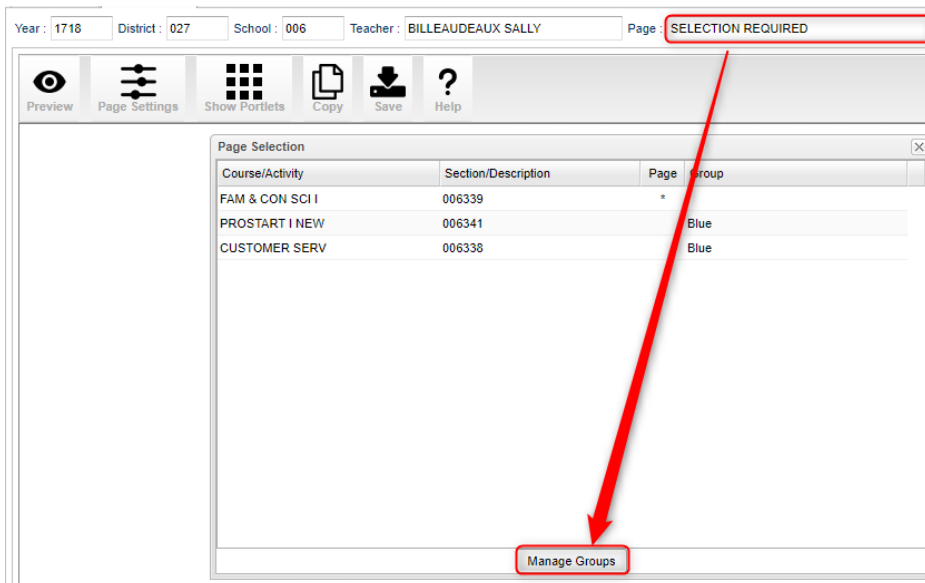 Year : 1718 District : 027 School : 006 Teacher : BILLEAUDEAUX SALLY Page : SELECTION REQUIRED
Preview Page Settings Show Portlets Copy Save Help
Page Selection
Course/Activity Section/Description Page Group
FAM & CON SCI I 006339 *
PROSTART I NEW 006341 Blue
CUSTOMER SERV 006338 Blue
Manage Groups